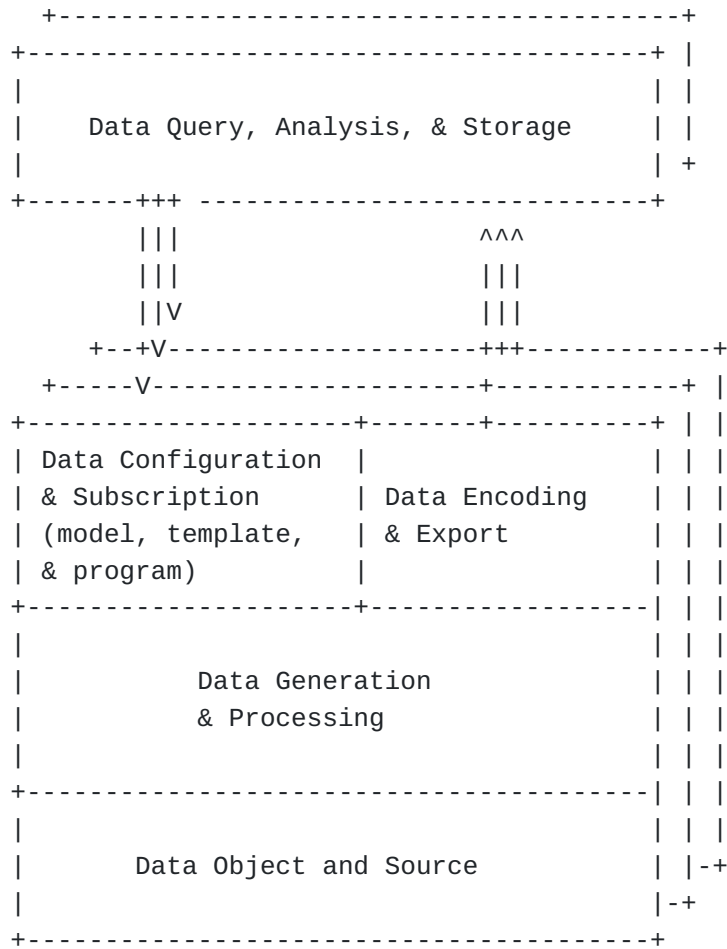 Data Query, Analysis, & Storage
Data Configuration
& Subscription
(model, template,
& program)
Data Encoding
& Export
Data Generation
& Processing
Data Object and Source